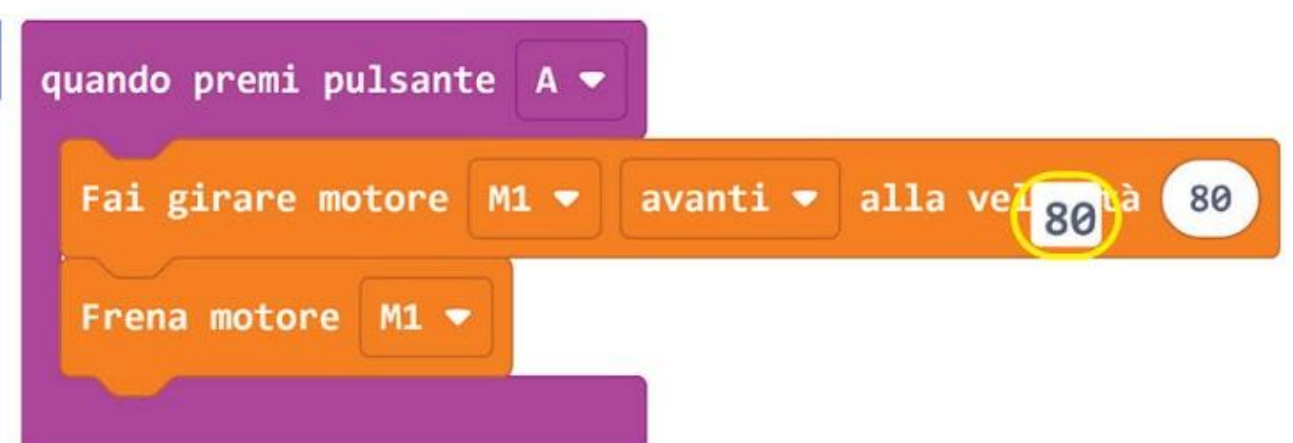 quando premi pulsante A
Fai girare motore M1 avanti alla vel tà 80
80
Frena motore M1